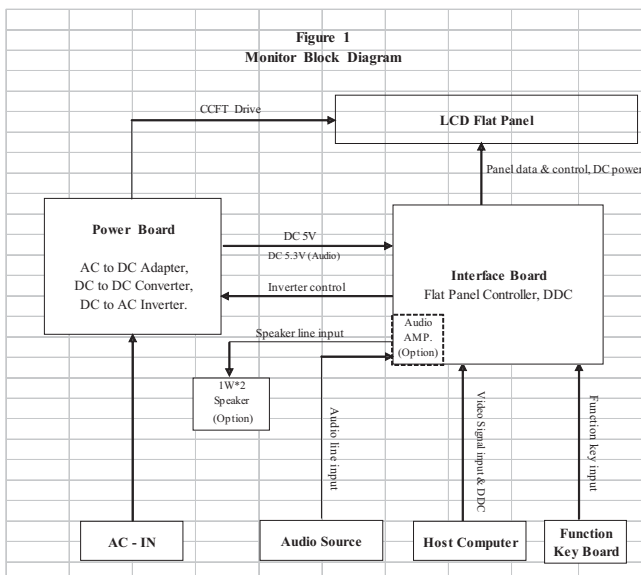 Figure 1
Monitor Block Diagram
CCFT Drive
LCD Flat Panel
Panel data & control, DC power
Power Board
AC to DC Adapter,
DC to DC Converter,
DC to AC Inverter.
DC 5V
DC 5.3V (Audio)
Inverter control
Interface Board
Flat Panel Controller, DDC
Audio
AMP.
(Option)
Speaker line input
1W*2
Speaker
(Option)
Audio line input
Video Signal input & DDC
Function key input
AC - IN
Audio Source
Host Computer
Function
Key Board